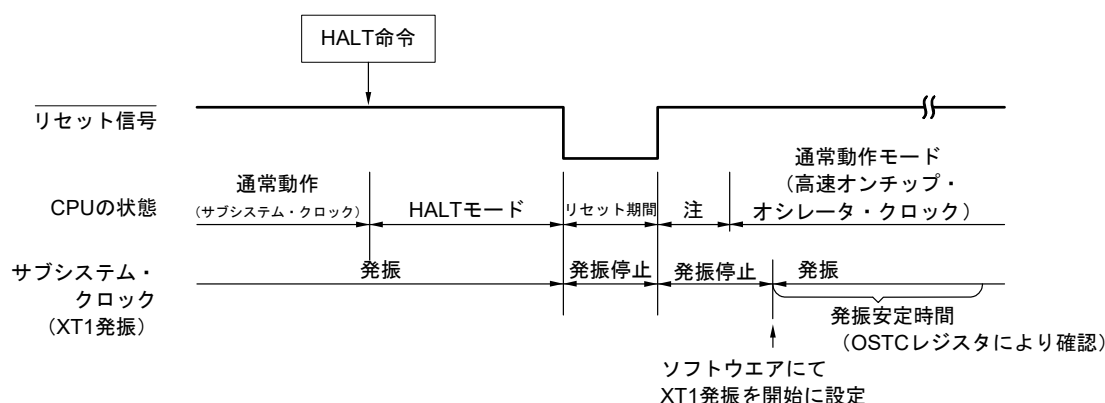 HALT命令
リセット信号
通常動作
（サブシステム・クロック）
HALTモード
リセット期間
注
通常動作モード
（高速オンチップ・
オシレータ・クロック）
CPUの状態
サブシステム・
クロック
（XT1発振）
発振
発振停止
発振停止
発振
発振安定時間
（OSTCレジスタにより確認）
ソフトウエアにて
XT1発振を開始に設定